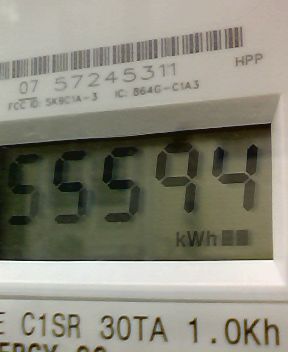 07 57245311 HPP
FCC ID: SK9C1A-3 IC: 864G-C1A3
55594
kWh
E C1SR 30TA 1.0Kh